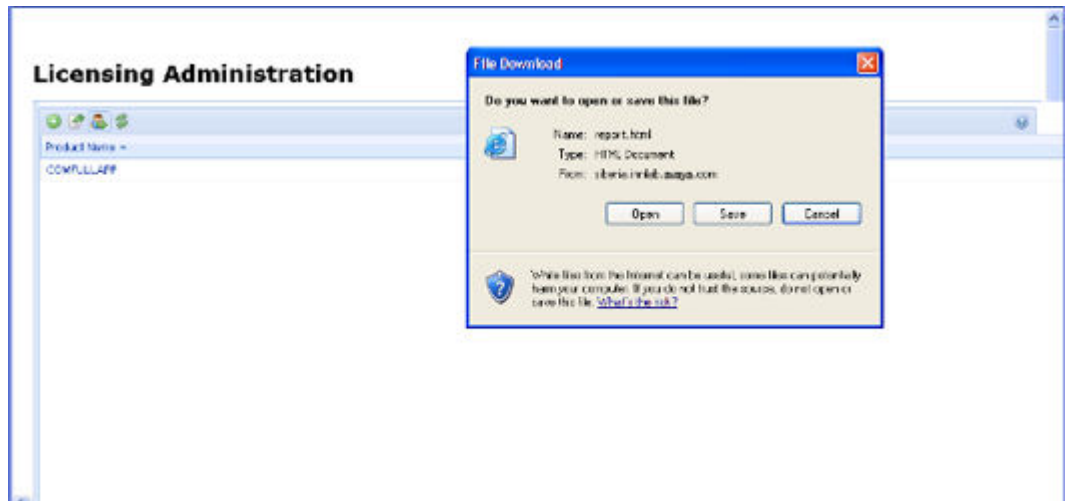 Licensing Administration
Product Name
COMFULLAPP
File Download
Do you want to open or save this file?
Name: report.html
Type: HTML Document
From: siberia.innlab.avaya.com
Open Save Cancel
While files from the Internet can be useful, some files can potentially
harm your computer. If you do not trust the source, do not open or
save this file. What's the risk?